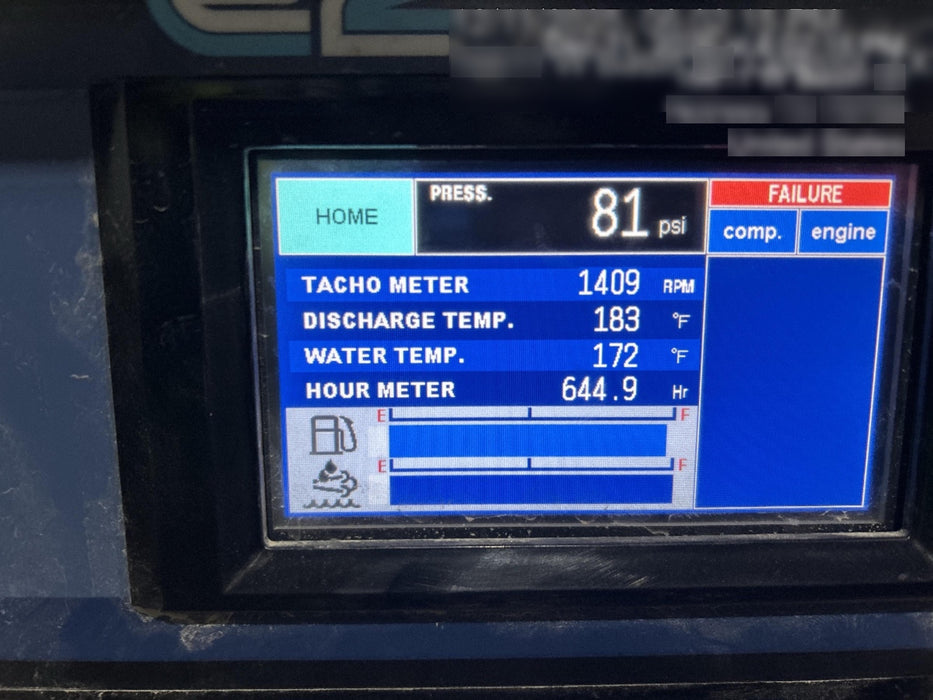 HOME
PRESS. 81 psi
FAILURE
comp. engine
TACHO METER 1409 RPM
DISCHARGE TEMP. 183 °F
WATER TEMP. 172 °F
HOUR METER 644.9 Hr
E F
E F